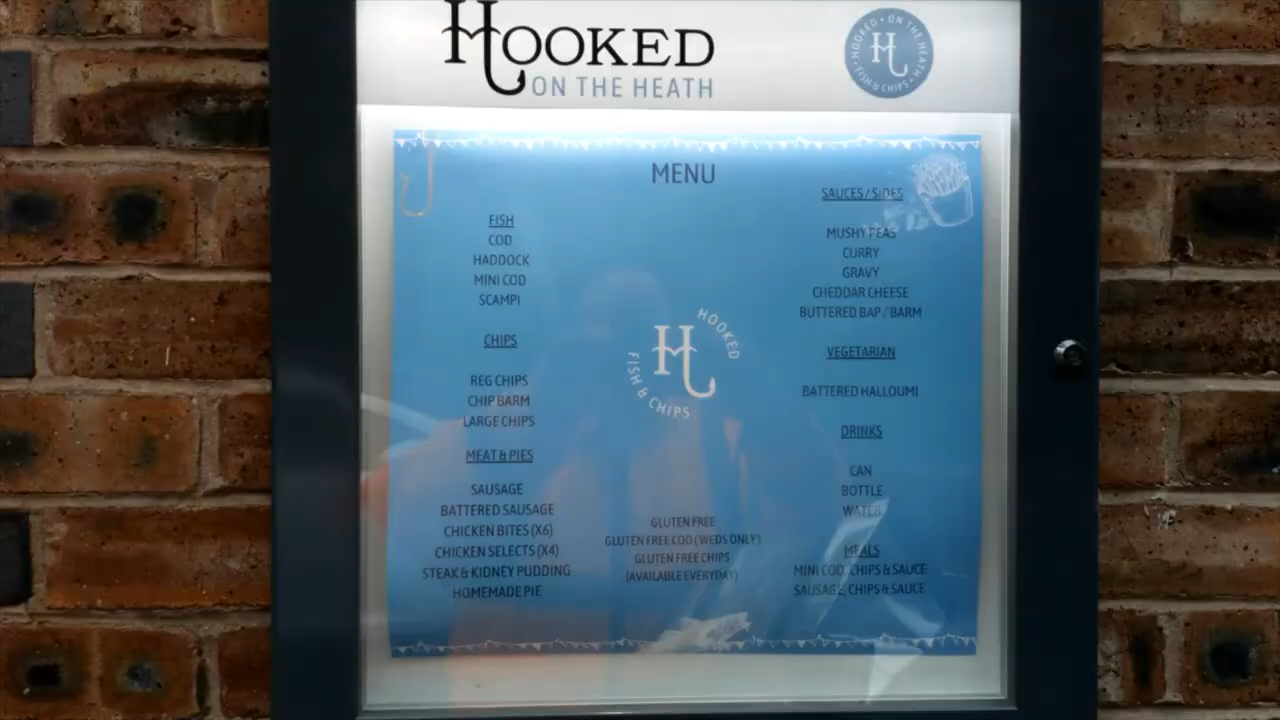 HOOKED
ON THE HEATH
HOOKED • ON THE HEATH • FISH & CHIPS •
H
MENU
FISH
COD
HADDOCK
MINI COD
SCAMPI
CHIPS
REG CHIPS
CHIP BARM
LARGE CHIPS
MEAT & PIES
SAUSAGE
BATTERED SAUSAGE
CHICKEN BITES (X6)
CHICKEN SELECTS (X4)
STEAK & KIDNEY PUDDING
HOMEMADE PIE
HOOKED
H
FISH & CHIPS
GLUTEN FREE
GLUTEN FREE COD (WEDS ONLY)
GLUTEN FREE CHIPS
(AVAILABLE EVERYDAY)
SAUCES / SIDES
MUSHY PEAS
CURRY
GRAVY
CHEDDAR CHEESE
BUTTERED BAP / BARM
VEGETARIAN
BATTERED HALLOUMI
DRINKS
CAN
BOTTLE
WATER
MEALS
MINI COD, CHIPS & SAUCE
SAUSAGE, CHIPS & SAUCE